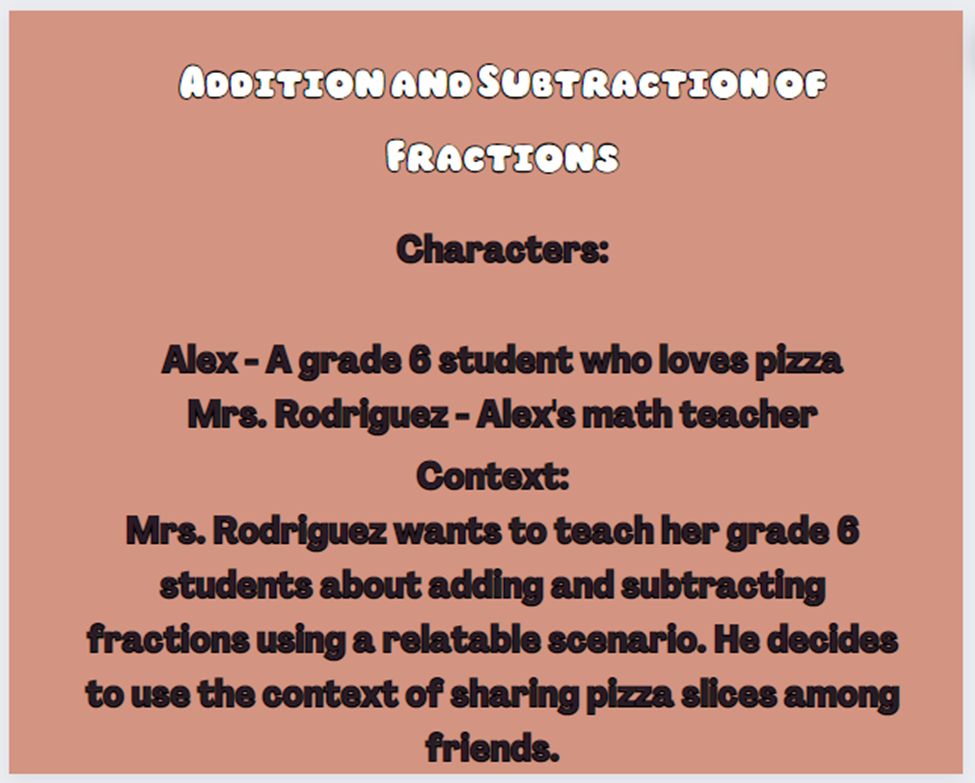 Addition and Subtraction of
Fractions
Characters:
Alex - A grade 6 student who loves pizza
Mrs. Rodriguez - Alex's math teacher
Context:
Mrs. Rodriguez wants to teach her grade 6
students about adding and subtracting
fractions using a relatable scenario. He decides
to use the context of sharing pizza slices among
friends.